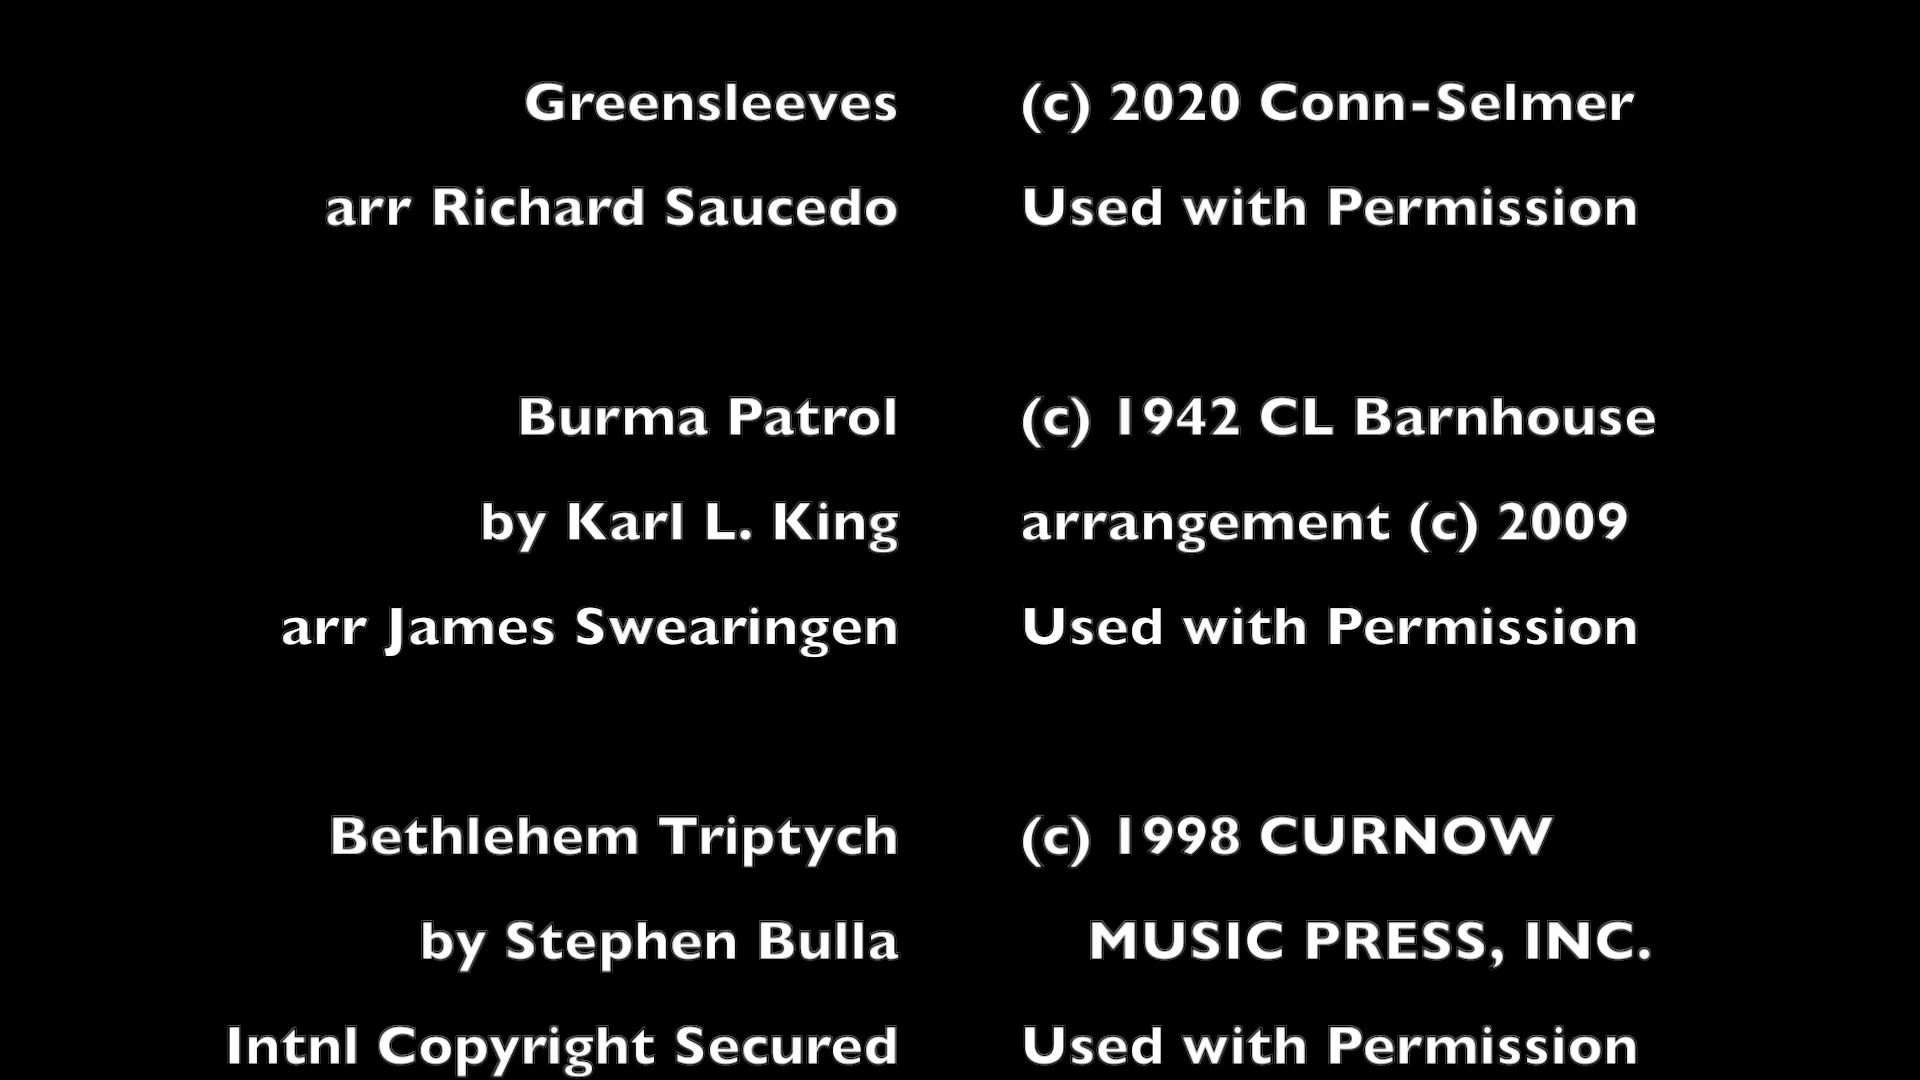 Greensleeves (c) 2020 Conn-Selmer
arr Richard Saucedo Used with Permission
Burma Patrol (c) 1942 CL Barnhouse
by Karl L. King arrangement (c) 2009
arr James Swearingen Used with Permission
Bethlehem Triptych (c) 1998 CURNOW
by Stephen Bulla MUSIC PRESS, INC.
Intnl Copyright Secured Used with Permission